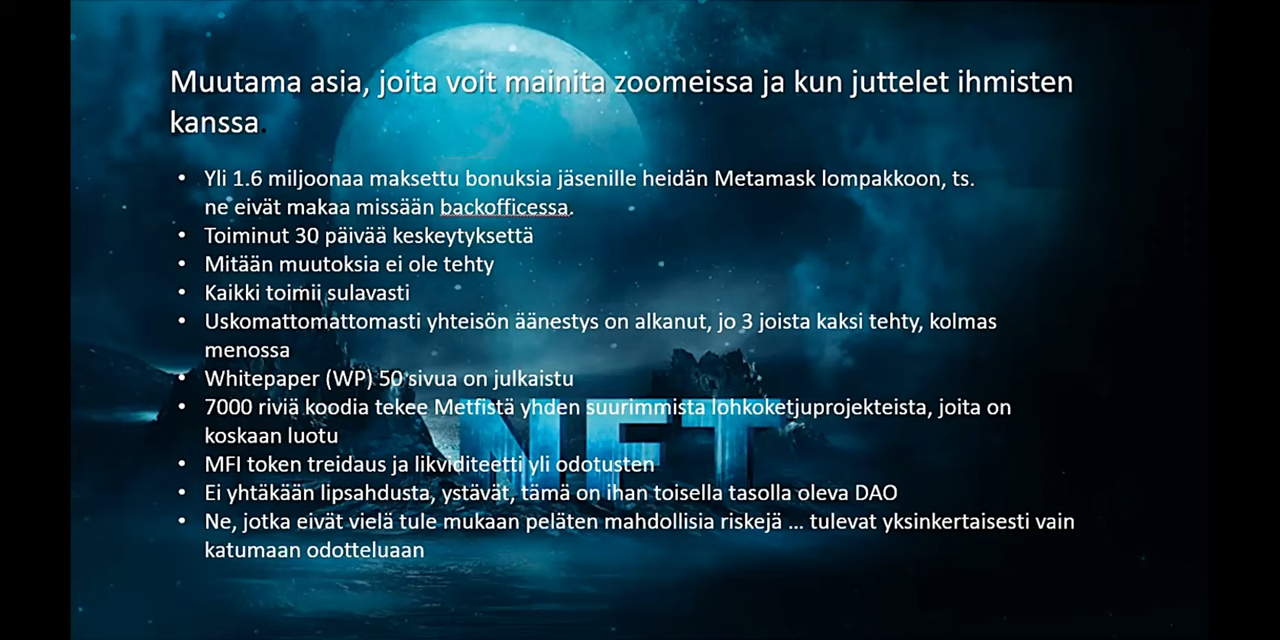 Muutama asia, joita voit mainita zoomeissa ja kun juttelet ihmisten
kanssa.
• Yli 1.6 miljoonaa maksettu bonuksia jäsenille heidän Metamask lompakkoon, ts.
ne eivät makaa missään backofficessa.
• Toiminut 30 päivää keskeytyksettä
• Mitään muutoksia ei ole tehty
• Kaikki toimii sulavasti
• Uskomattomattomasti yhteisön äänestys on alkanut, jo 3 joista kaksi tehty, kolmas
menossa
• Whitepaper (WP) 50 sivua on julkaistu
• 7000 riviä koodia tekee Metfistä yhden suurimmista lohkoketjuprojekteista, joita on
koskaan luotu
• MFI token treidaus ja likviditeetti yli odotusten
• Ei yhtäkään lipsahdusta, ystävät, tämä on ihan toisella tasolla oleva DAO
• Ne, jotka eivät vielä tule mukaan peläten mahdollisia riskejä ... tulevat yksinkertaisesti vain
katumaan odotteluaan
NFT